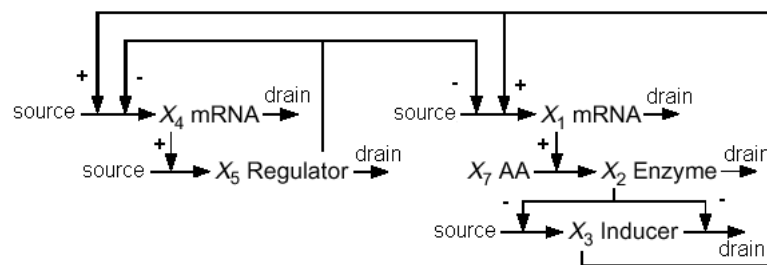 + - - +
source X4 mRNA drain source X1 mRNA drain
+ +
source X5 Regulator drain X7 AA X2 Enzyme drain
- -
source X3 Inducer drain